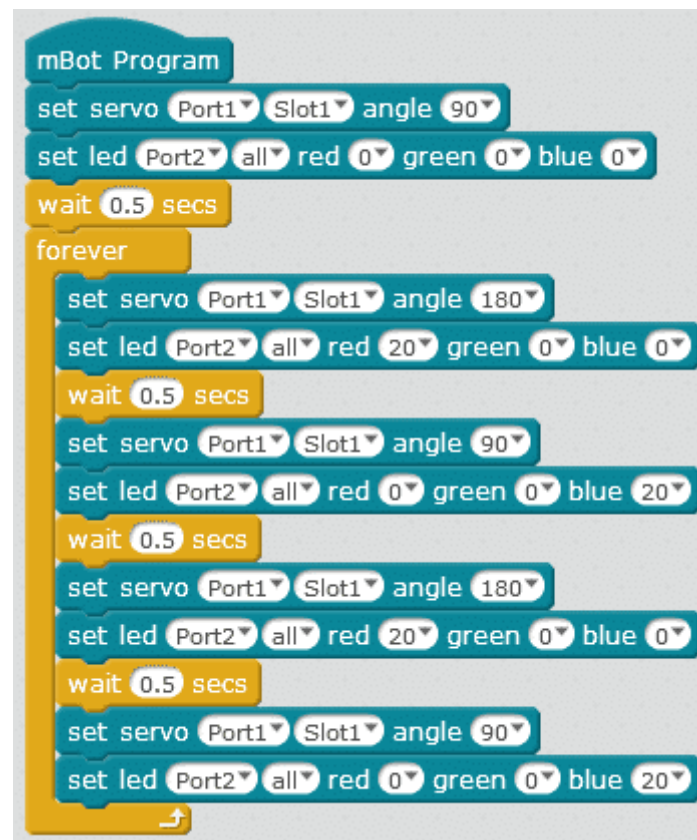 mBot Program
set servo Port1 Slot1 angle 90
set led Port2 all red 0 green 0 blue 0
wait 0.5 secs
forever
set servo Port1 Slot1 angle 180
set led Port2 all red 20 green 0 blue 0
wait 0.5 secs
set servo Port1 Slot1 angle 90
set led Port2 all red 0 green 0 blue 20
wait 0.5 secs
set servo Port1 Slot1 angle 180
set led Port2 all red 20 green 0 blue 0
wait 0.5 secs
set servo Port1 Slot1 angle 90
set led Port2 all red 0 green 0 blue 20